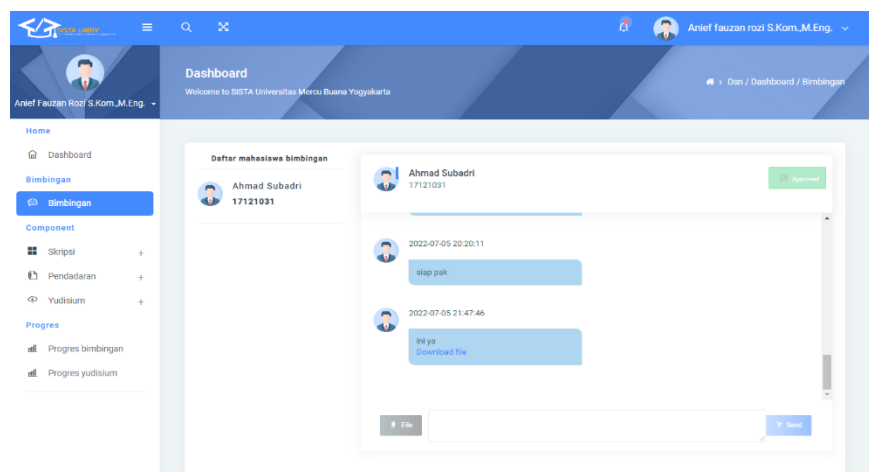 SISTA UMBY
Anief fauzan rozi S.Kom.,M.Eng.
Anief Fauzan Rozi S.Kom.,M.Eng.
Dashboard
Welcome to SISTA Universitas Mercu Buana Yogyakarta
> Dsn / Dashboard / Bimbingan
Home
Dashboard
Bimbingan
Bimbingan
Component
Skripsi +
Pendadaran +
Yudisium +
Progres
Progres bimbingan
Progres yudisium
Daftar mahasiswa bimbingan
Ahmad Subadri
17121031
Ahmad Subadri
17121031
Approved
2022-07-05 20:20:11
siap pak
2022-07-05 21:47:46
ini ya
Download file
File
Send